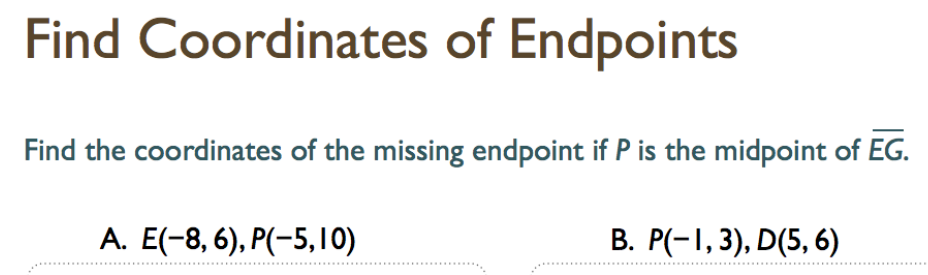 Find Coordinates of Endpoints
Find the coordinates of the missing endpoint if P is the midpoint of E͞G.
A. E(−8, 6), P(−5,10)
B. P(−1, 3), D(5, 6)